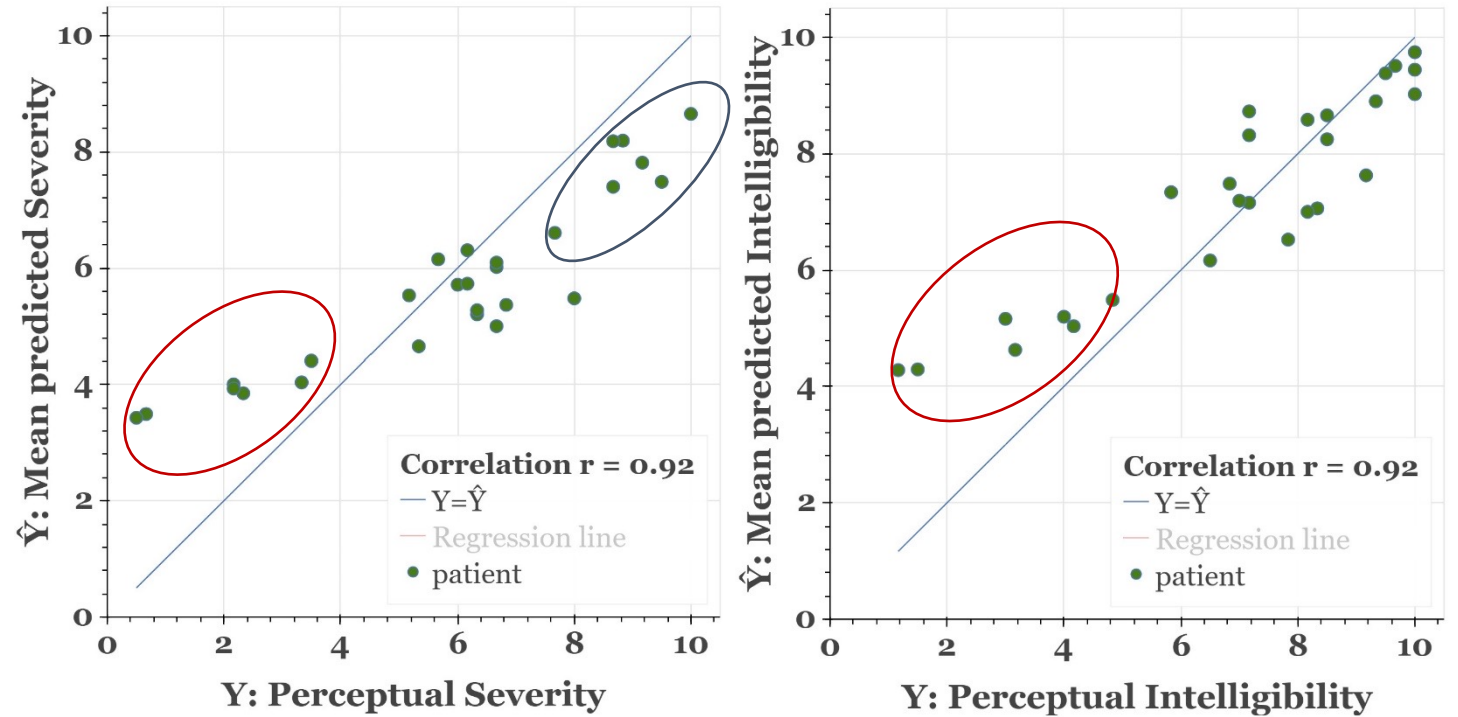 Ŷ: Mean predicted Severity
10
8
6
4
2
0
0 2 4 6 8 10
Y: Perceptual Severity
Correlation r = 0.92
Y=Ŷ
Regression line
patient
Ŷ: Mean predicted Intelligibility
10
8
6
4
2
0
0 2 4 6 8 10
Y: Perceptual Intelligibility
Correlation r = 0.92
Y=Ŷ
Regression line
patient